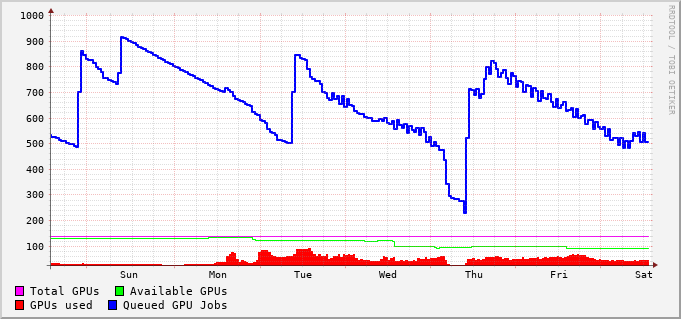 1000
900
800
700
600
500
400
300
200
100
Sun Mon Tue Wed Thu Fri Sat
Total GPUs Available GPUs
GPUs used Queued GPU Jobs
RRDTOOL / TOBI OETIKER